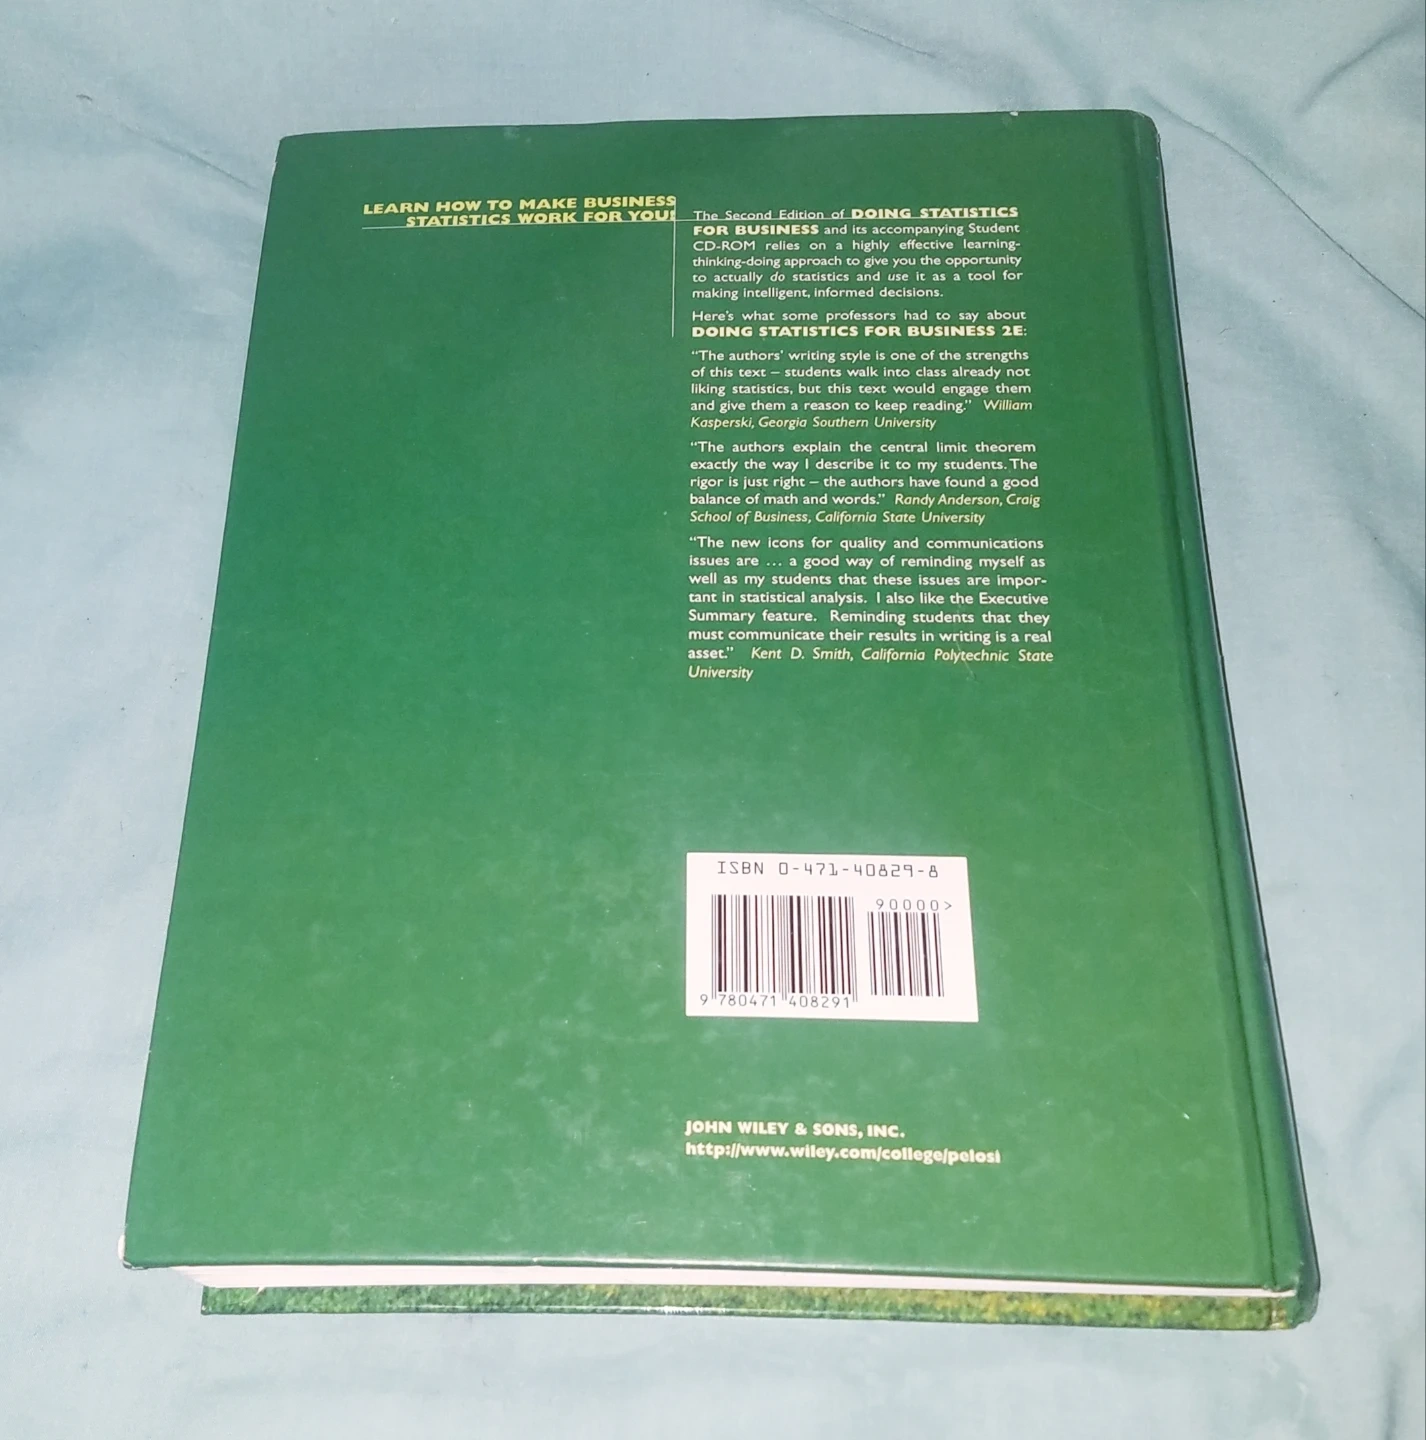 LEARN HOW TO MAKE BUSINESS
STATISTICS WORK FOR YOU!
The Second Edition of DOING STATISTICS
FOR BUSINESS and its accompanying Student
CD-ROM relies on a highly effective learning-
thinking-doing approach to give you the opportunity
to actually do statistics and use it as a tool for
making intelligent, informed decisions.
Here's what some professors had to say about
DOING STATISTICS FOR BUSINESS 2E:
"The authors' writing style is one of the strengths
of this text – students walk into class already not
liking statistics, but this text would engage them
and give them a reason to keep reading." William
Kasperski, Georgia Southern University
"The authors explain the central limit theorem
exactly the way I describe it to my students. The
rigor is just right – the authors have found a good
balance of math and words." Randy Anderson, Craig
School of Business, California State University
"The new icons for quality and communications
issues are ... a good way of reminding myself as
well as my students that these issues are impor-
tant in statistical analysis. I also like the Executive
Summary feature. Reminding students that they
must communicate their results in writing is a real
asset." Kent D. Smith, California Polytechnic State
University
ISBN 0-471-40829-8
90000>
9 780471 408291
JOHN WILEY & SONS, INC.
http://www.wiley.com/college/pelosi